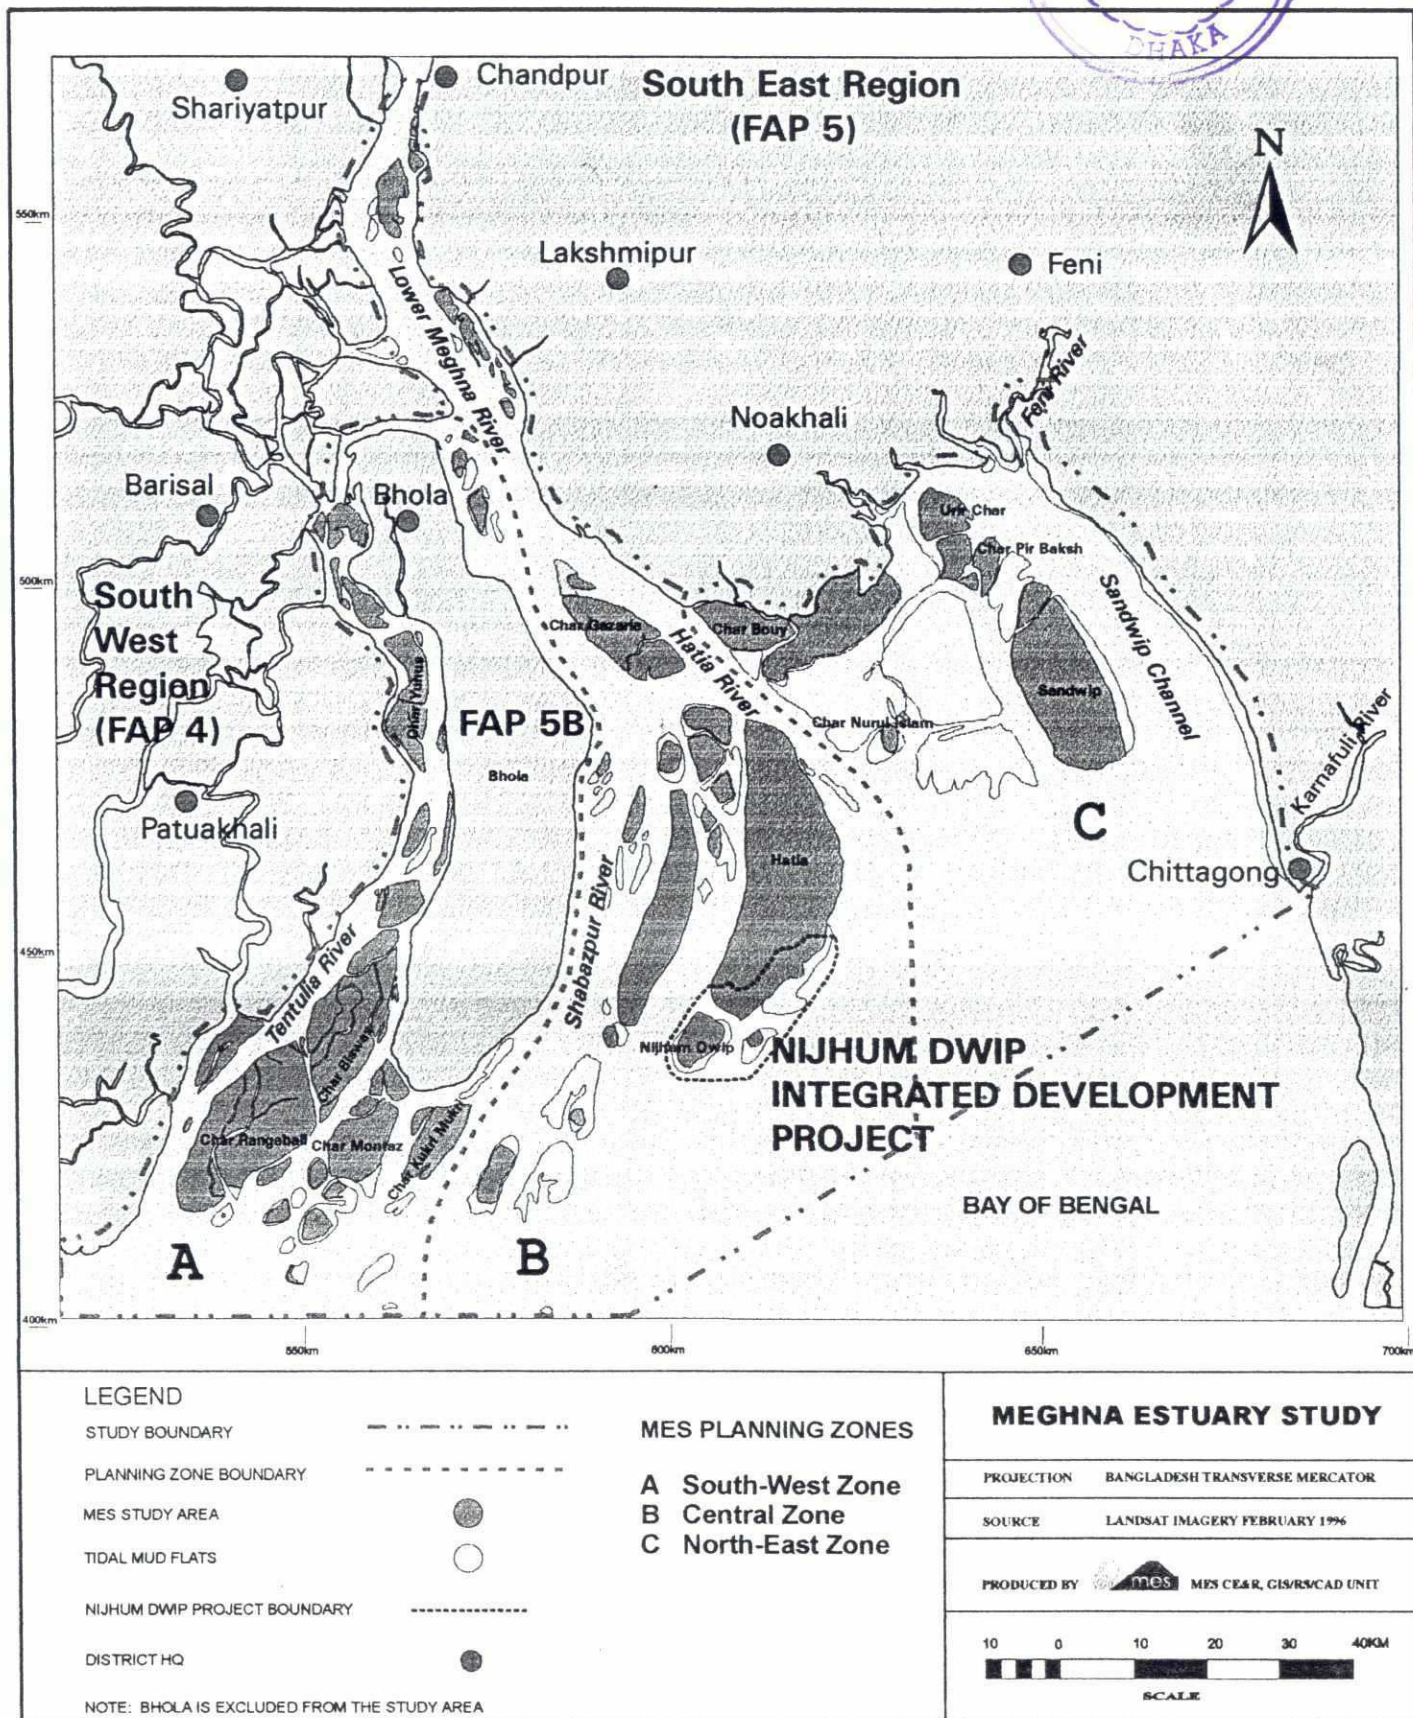 DHAKA
Shariyatpur
Chandpur
South East Region
(FAP 5)
N
550km
Lakshmipur
Feni
Lower Meghna River
Feni River
Noakhali
Barisal
Bhola
Urir Char
Char Pir Baksh
500km
South
West
Region
(FAP 4)
Char Gazaria
Char Bouy
Hatia River
Sandwip Channel
Sandwip
Char Yunus
FAP 5B
Bhola
Char Nurul Islam
Karnafuli River
Patuakhali
C
Hatia
Chittagong
Shabazpur River
450km
Tentulia River
Nijhum Dwip
NIJHUM DWIP
INTEGRATED DEVELOPMENT
PROJECT
Char Biswas
Char Rangabali
Char Montaz
Char Kukri Mukri
BAY OF BENGAL
A
B
400km
550km
600km
650km
700km
LEGEND
STUDY BOUNDARY
PLANNING ZONE BOUNDARY
MES STUDY AREA
TIDAL MUD FLATS
NIJHUM DWIP PROJECT BOUNDARY
DISTRICT HQ
NOTE: BHOLA IS EXCLUDED FROM THE STUDY AREA
MES PLANNING ZONES
A South-West Zone
B Central Zone
C North-East Zone
MEGHNA ESTUARY STUDY
PROJECTION BANGLADESH TRANSVERSE MERCATOR
SOURCE LANDSAT IMAGERY FEBRUARY 1996
PRODUCED BY mes MES CE&R, GIS/RS/CAD UNIT
10 0 10 20 30 40KM
SCALE